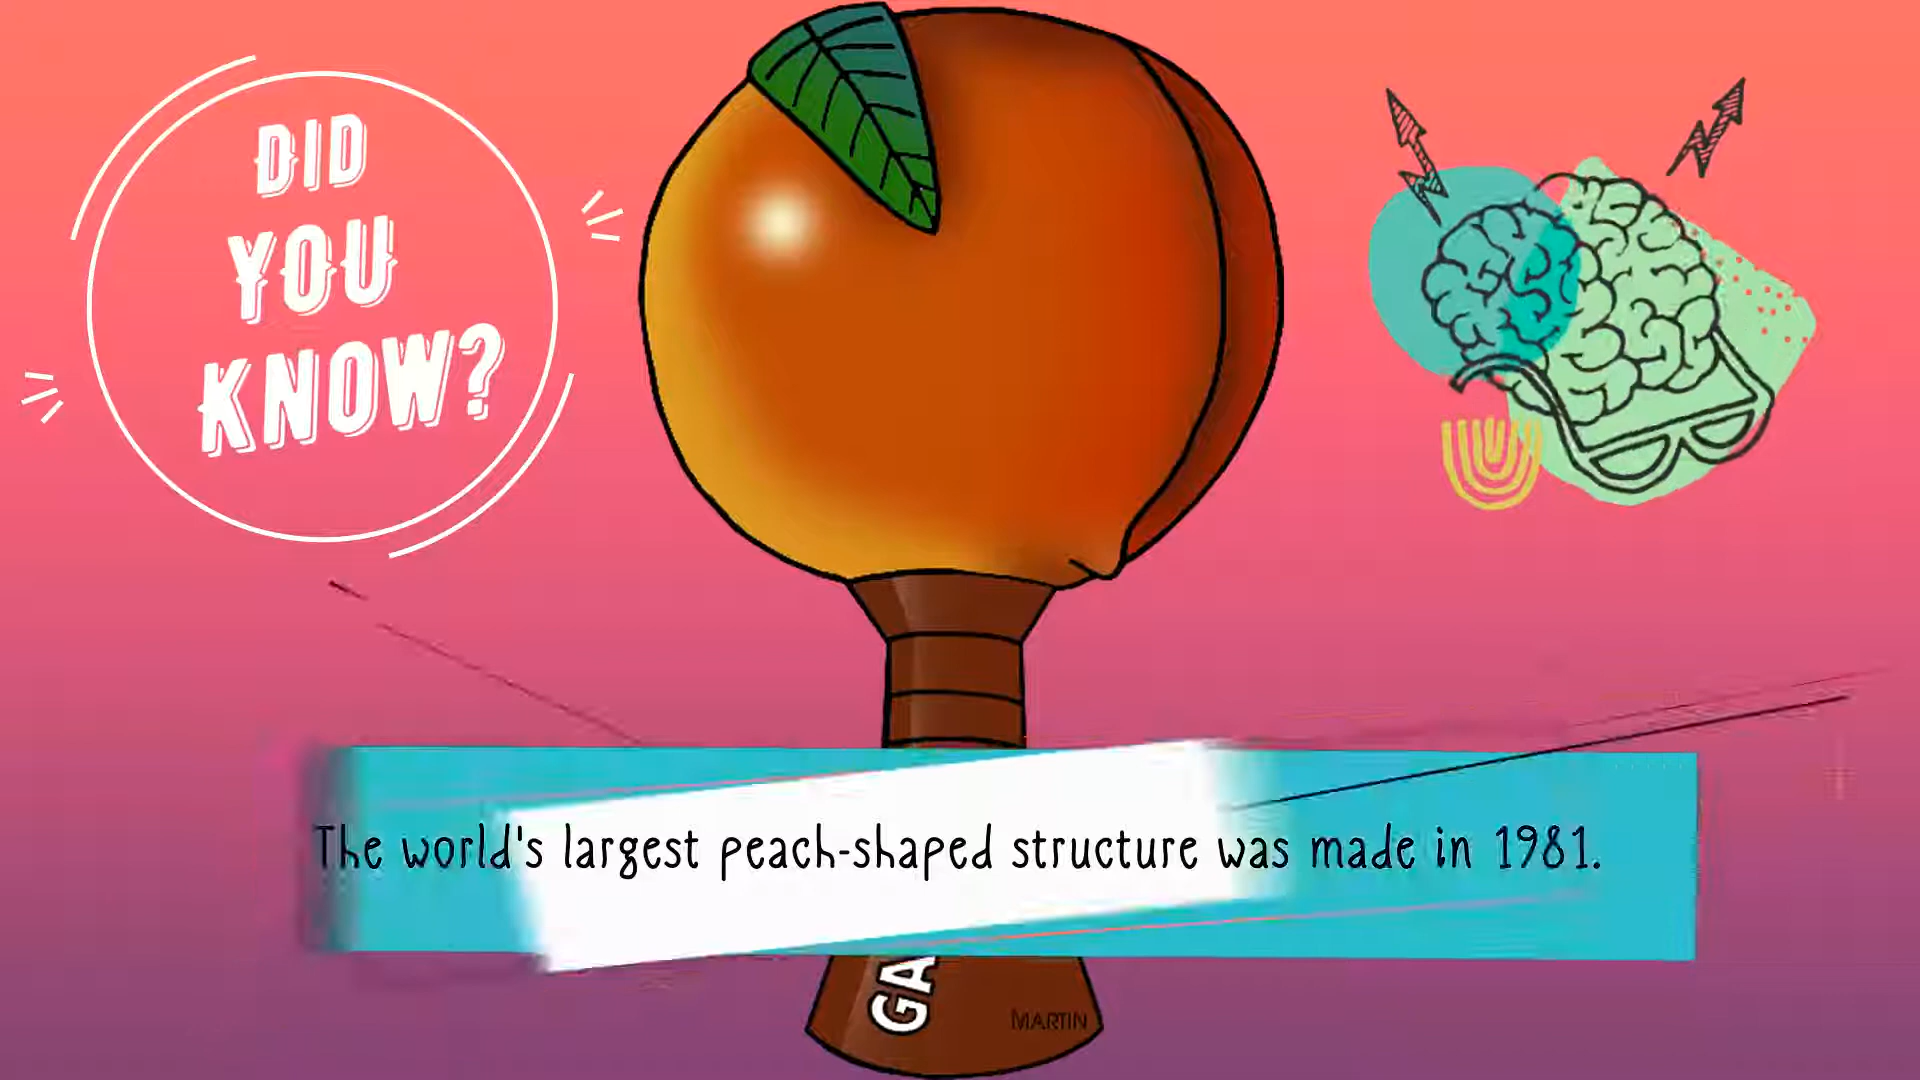 DID
YOU
KNOW?
The world's largest peach-shaped structure was made in 1981.
GA
MARTIN